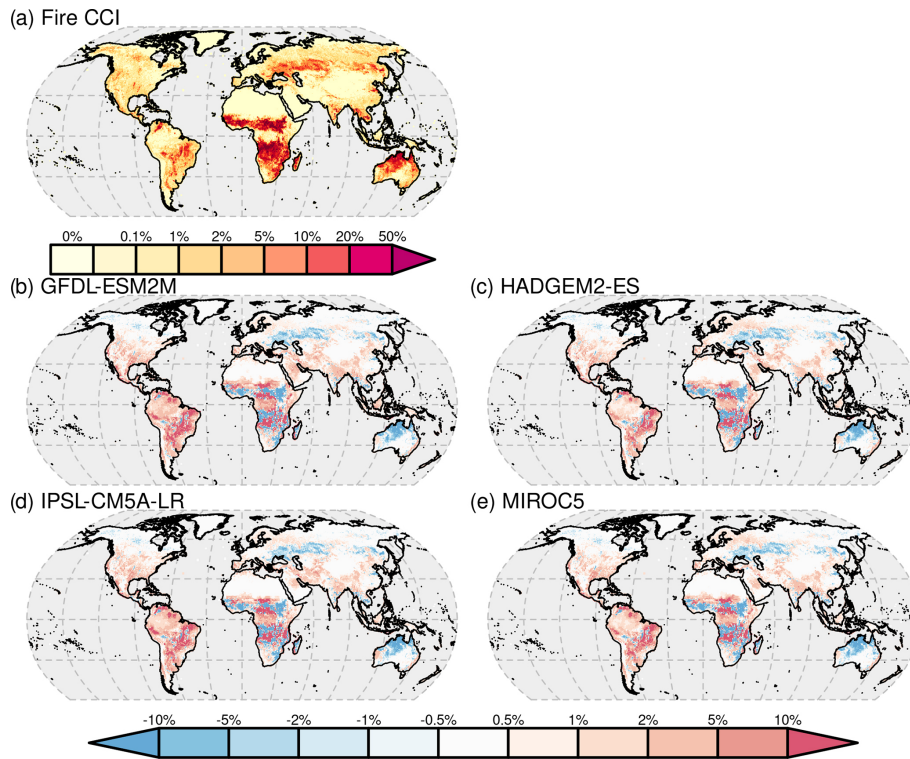 (a) Fire CCI
0% 0.1% 1% 2% 5% 10% 20% 50%
(b) GFDL-ESM2M
(c) HADGEM2-ES
(d) IPSL-CM5A-LR
(e) MIROC5
-10% -5% -2% -1% -0.5% 0.5% 1% 2% 5% 10%